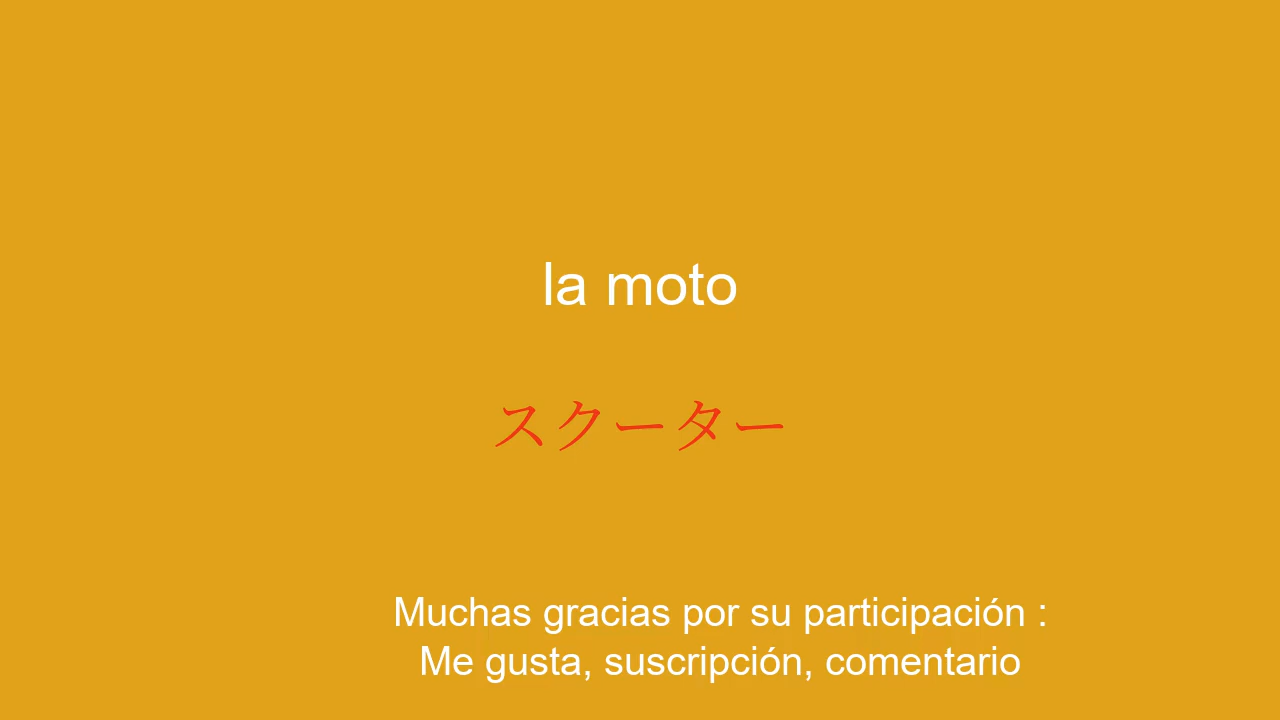 la moto
スクーター
Muchas gracias por su participación :
Me gusta, suscripción, comentario